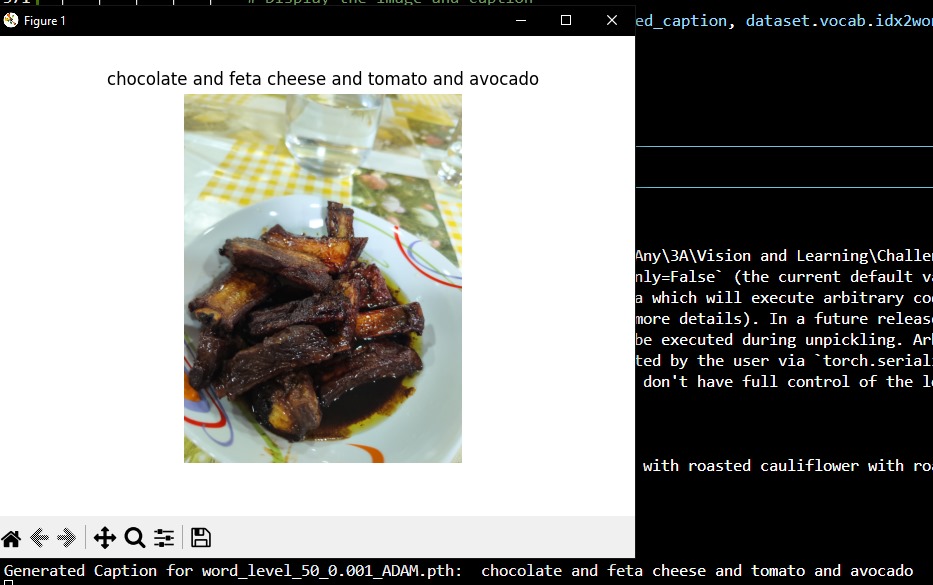 # Display the image and caption
Figure 1
ed_caption, dataset.vocab.idx2wo
chocolate and feta cheese and tomato and avocado
Any\3A\Vision and Learning\Challe
nly=False` (the current default va
a which will execute arbitrary co
more details). In a future releas
be executed during unpickling. Ar
ted by the user via `torch.seriali
don't have full control of the l
with roasted cauliflower with ro
Generated Caption for word_level_50_0.001_ADAM.pth: chocolate and feta cheese and tomato and avocado